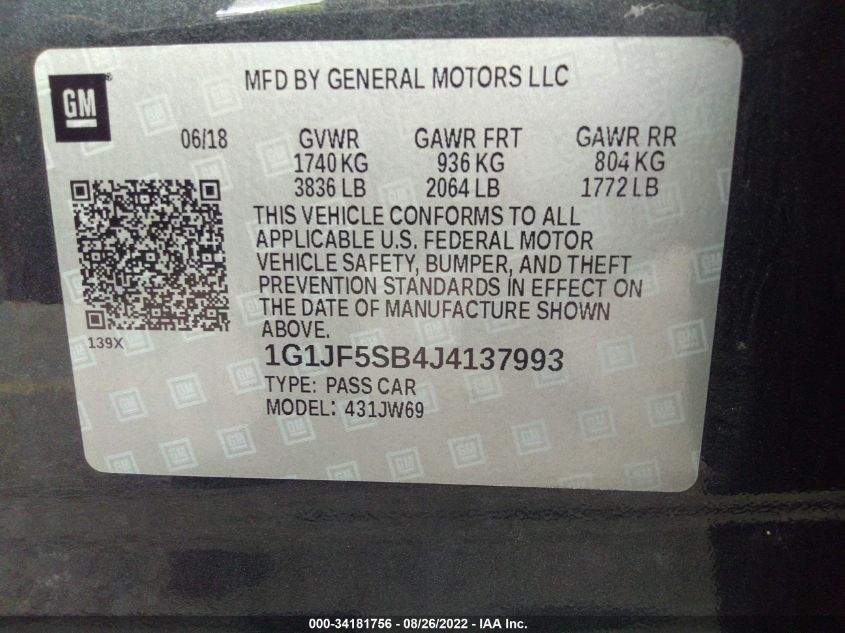 MFD BY GENERAL MOTORS LLC
GM
06/18 GVWR GAWR FRT GAWR RR
1740 KG 936 KG 804 KG
3836 LB 2064 LB 1772 LB
THIS VEHICLE CONFORMS TO ALL
APPLICABLE U.S. FEDERAL MOTOR
VEHICLE SAFETY, BUMPER, AND THEFT
PREVENTION STANDARDS IN EFFECT ON
THE DATE OF MANUFACTURE SHOWN
ABOVE.
139X
1G1JF5SB4J4137993
TYPE: PASS CAR
MODEL: 431JW69
000-34181756 - 08/26/2022 - IAA Inc.